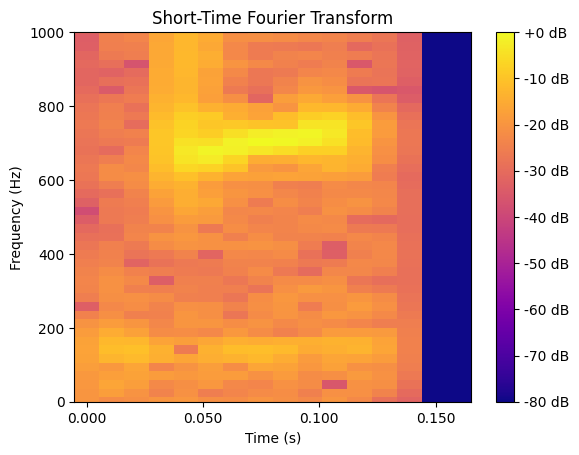 Short-Time Fourier Transform
1000
800
600
400
200
0
Frequency (Hz)
0.000
0.050
0.100
0.150
Time (s)
+0 dB
-10 dB
-20 dB
-30 dB
-40 dB
-50 dB
-60 dB
-70 dB
-80 dB